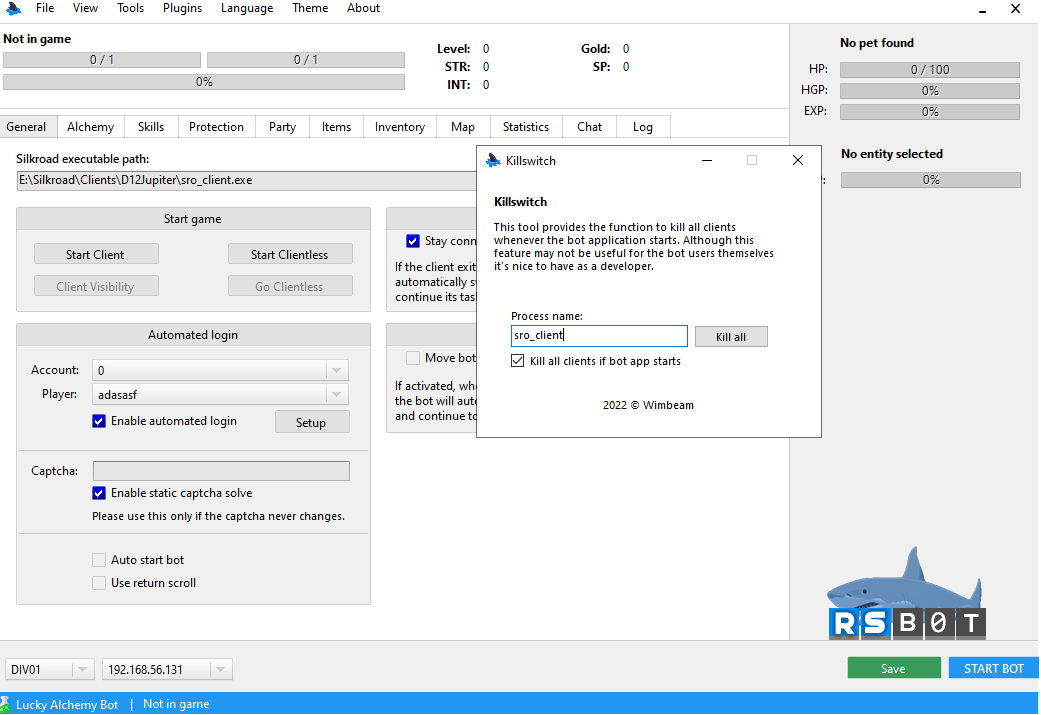 File View Tools Plugins Language Theme About
Not in game
0 / 1 0 / 1
0%
Level: 0 Gold: 0
STR: 0 SP: 0
INT: 0
No pet found
HP: 0 / 100
HGP: 0%
EXP: 0%
No entity selected
0%
General Alchemy Skills Protection Party Items Inventory Map Statistics Chat Log
Silkroad executable path:
E:\Silkroad\Clients\D12Jupiter\sro_client.exe
Start game
Start Client Start Clientless
Client Visibility Go Clientless
Automated login
Account: 0
Player: adasasf
Enable automated login Setup
Captcha:
Enable static captcha solve
Please use this only if the captcha never changes.
Auto start bot
Use return scroll
Stay conn
If the client exit
automatically s
continue its tas
Move bot
If activated, wh
the bot will aut
and continue to
Killswitch
Killswitch
This tool provides the function to kill all clients
whenever the bot application starts. Although this
feature may not be useful for the bot users themselves
it's nice to have as a developer.
Process name:
sro_client Kill all
Kill all clients if bot app starts
2022 © Wimbeam
RSB0T
DIV01 192.168.56.131 Save START BOT
Lucky Alchemy Bot | Not in game